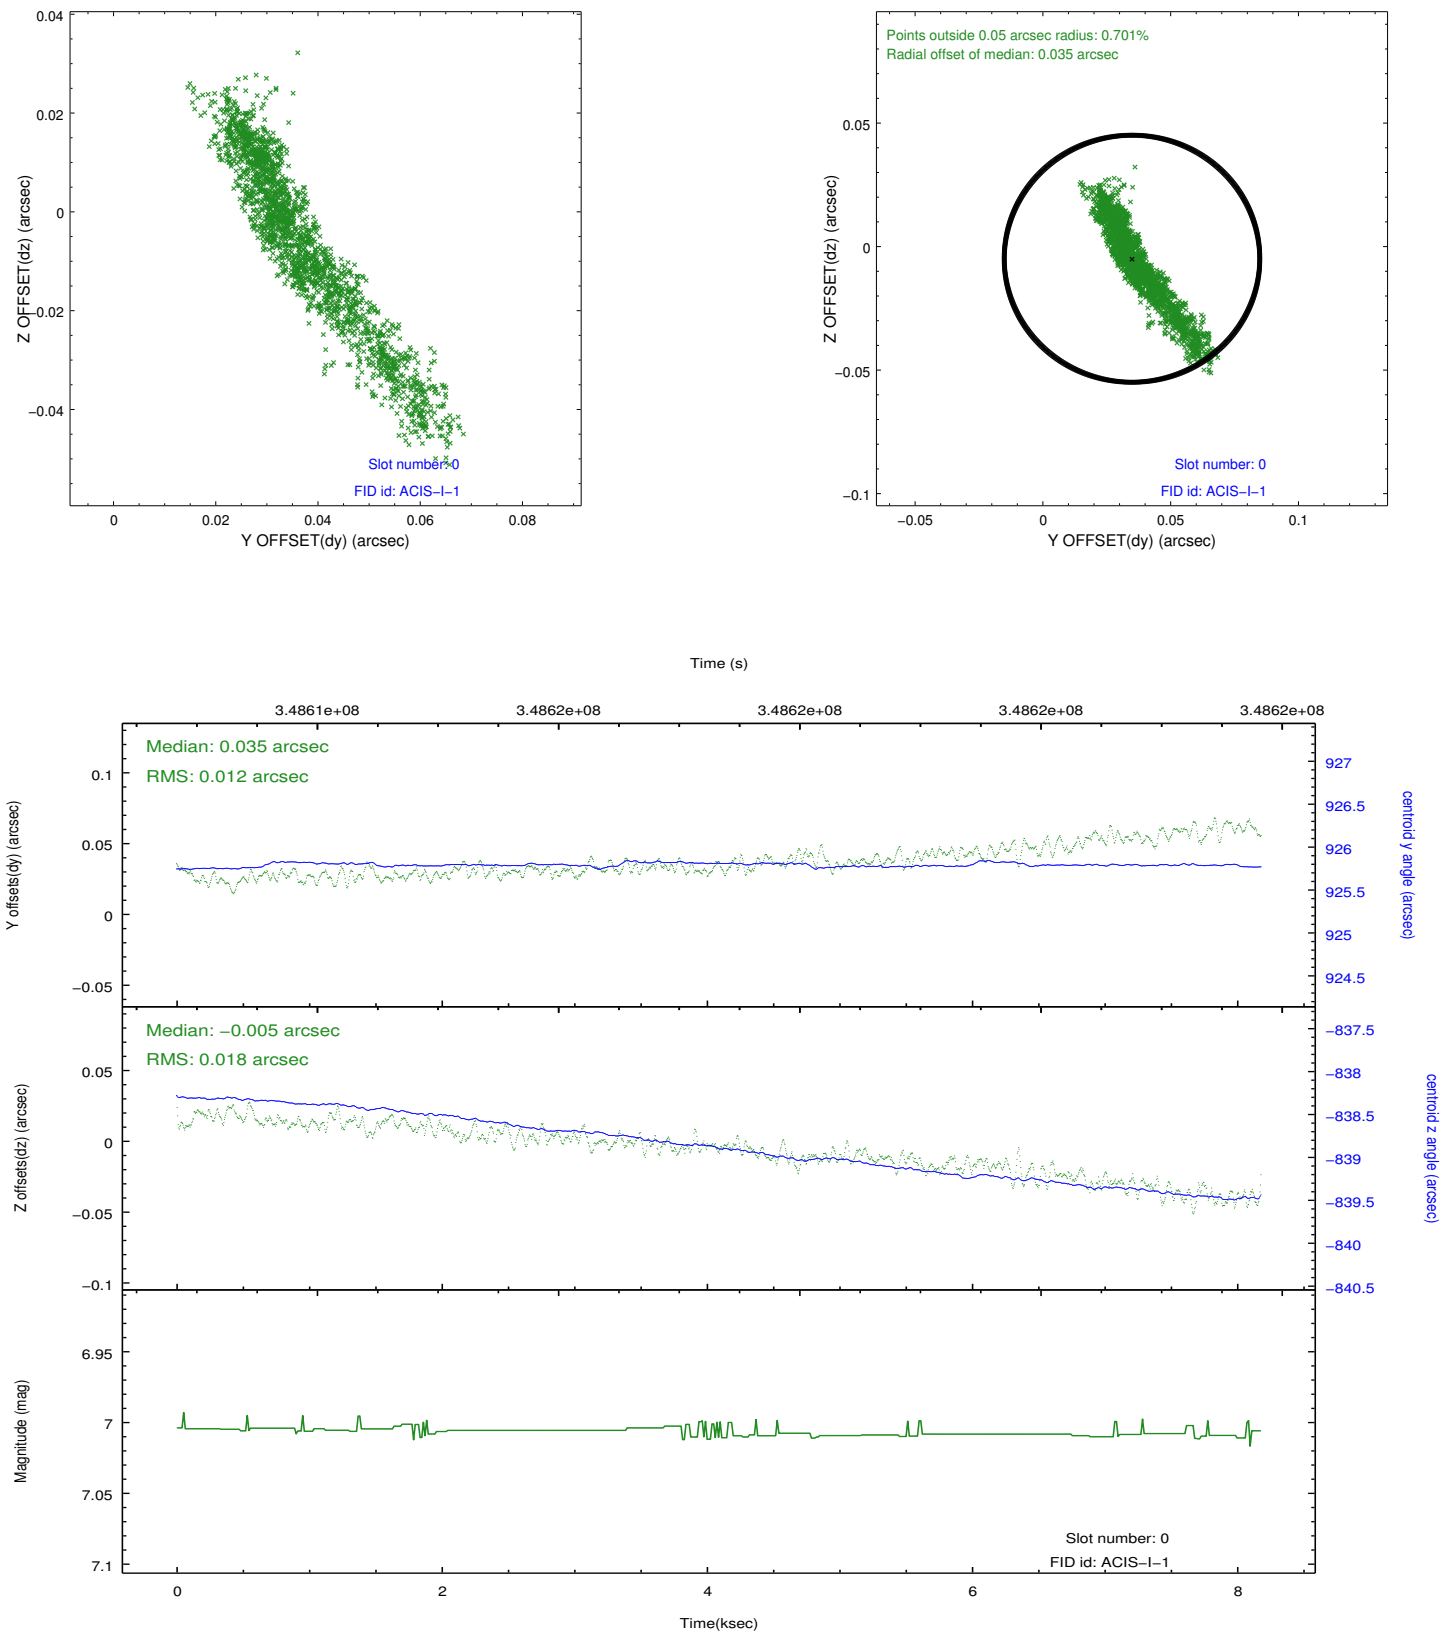 0.04
0.02
0
−0.02
−0.04
Z OFFSET(dz) (arcsec)
Slot number: 0
FID id: ACIS−I−1
0 0.02 0.04 0.06 0.08
Y OFFSET(dy) (arcsec)
Points outside 0.05 arcsec radius: 0.701%
Radial offset of median: 0.035 arcsec
0.05
0
−0.05
−0.1
Z OFFSET(dz) (arcsec)
Slot number: 0
FID id: ACIS−I−1
−0.05 0 0.05 0.1
Y OFFSET(dy) (arcsec)
Time (s)
3.4861e+08 3.4862e+08 3.4862e+08 3.4862e+08 3.4862e+08
Median: 0.035 arcsec
RMS: 0.012 arcsec
0.1
0.05
0
−0.05
Y offsets(dy) (arcsec)
927
926.5
926
925.5
925
924.5
centroid y angle (arcsec)
Median: −0.005 arcsec
RMS: 0.018 arcsec
0.05
0
−0.05
−0.1
Z offsets(dz) (arcsec)
−837.5
−838
−838.5
−839
−839.5
−840
−840.5
centroid z angle (arcsec)
6.95
7
7.05
7.1
Magnitude (mag)
Slot number: 0
FID id: ACIS−I−1
0 2 4 6 8
Time(ksec)